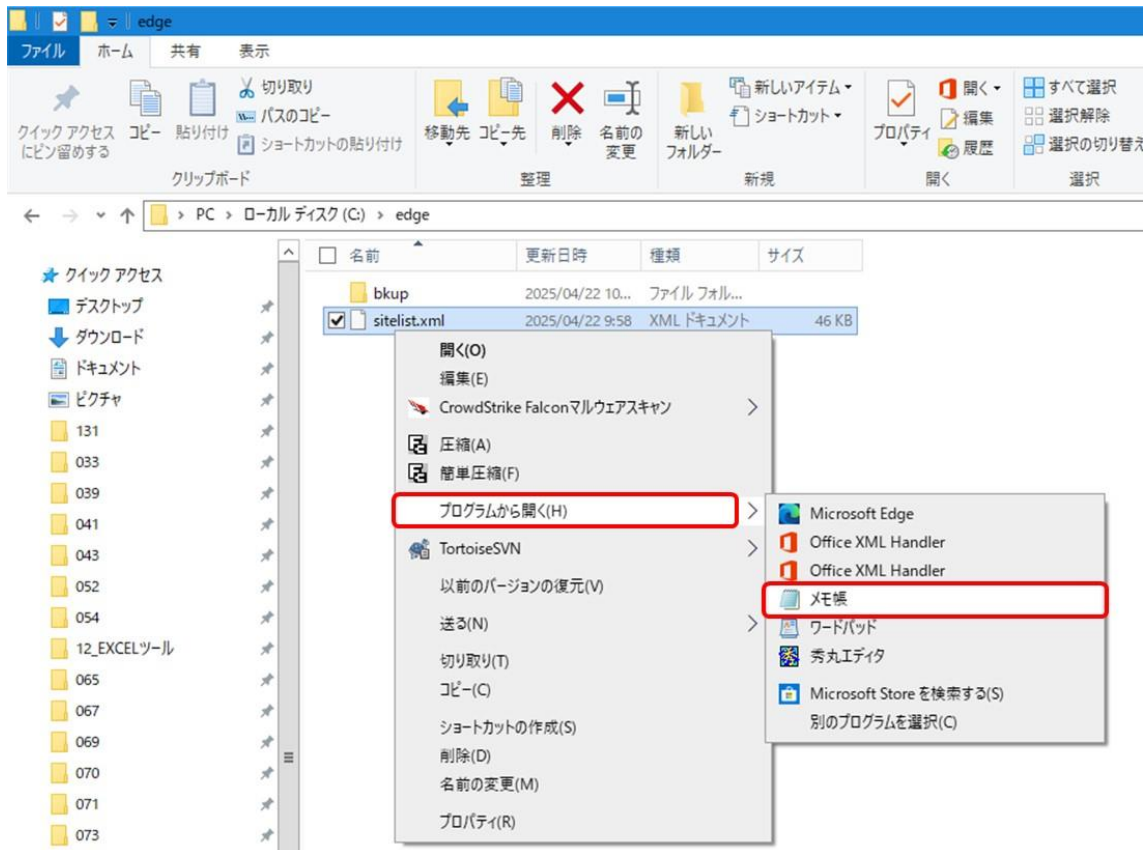 edge
ファイル ホーム 共有 表示
クイック アクセス
にピン留めする
コピー
貼り付け
切り取り
パスのコピー
ショートカットの貼り付け
クリップボード
移動先
コピー先
削除
名前の
変更
整理
新しい
フォルダー
新しいアイテム
ショートカット
新規
プロパティ
開く
編集
履歴
開く
すべて選択
選択解除
選択の切り替え
選択
PC › ローカル ディスク (C:) › edge
クイック アクセス
デスクトップ
ダウンロード
ドキュメント
ピクチャ
131
033
039
041
043
052
054
12_EXCELツール
065
067
069
070
071
073
名前 更新日時 種類 サイズ
bkup 2025/04/22 10... ファイル フォル...
sitelist.xml 2025/04/22 9:58 XML ドキュメント 46 KB
開く(O)
編集(E)
CrowdStrike Falconマルウェアスキャン
圧縮(A)
簡単圧縮(F)
プログラムから開く(H)
TortoiseSVN
以前のバージョンの復元(V)
送る(N)
切り取り(T)
コピー(C)
ショートカットの作成(S)
削除(D)
名前の変更(M)
プロパティ(R)
Microsoft Edge
Office XML Handler
Office XML Handler
メモ帳
ワードパッド
秀丸エディタ
Microsoft Store を検索する(S)
別のプログラムを選択(C)